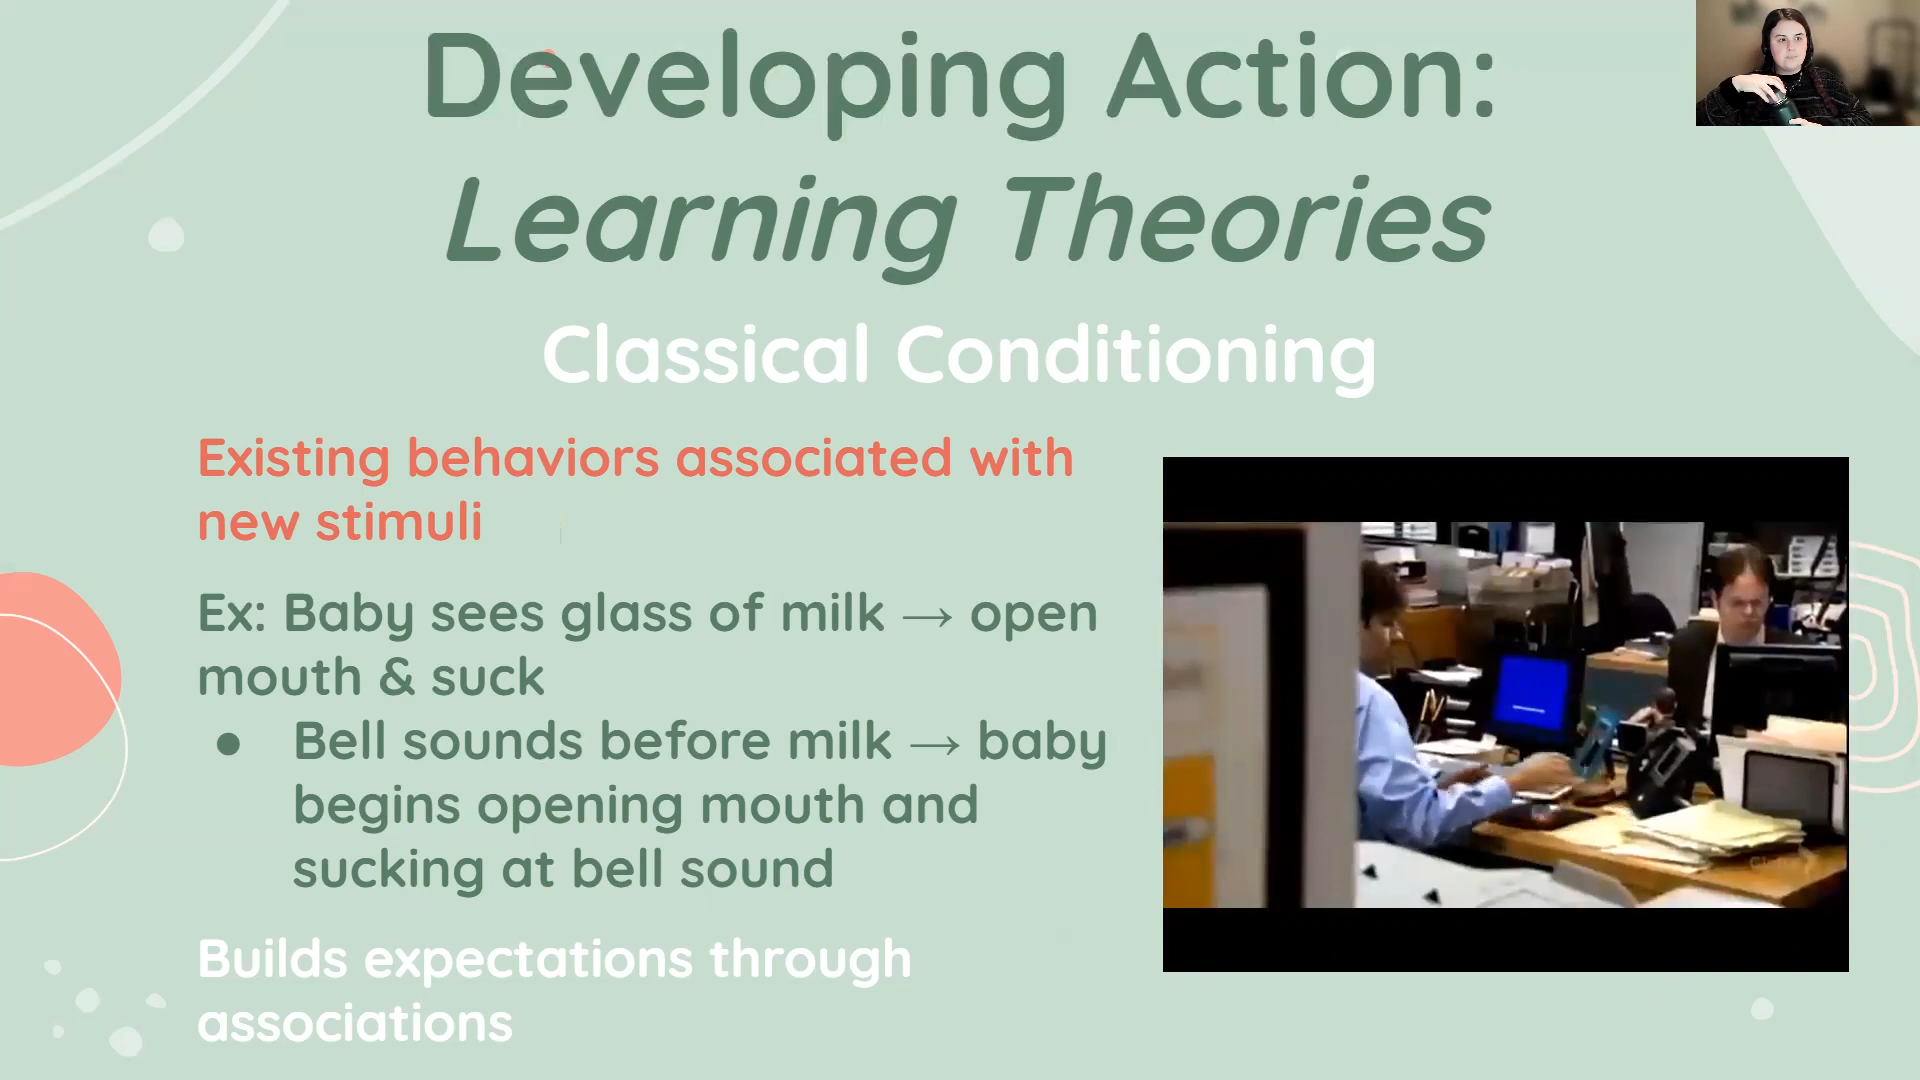 Developing Action:
Learning Theories
Classical Conditioning
Existing behaviors associated with
new stimuli
Ex: Baby sees glass of milk → open
mouth & suck
● Bell sounds before milk → baby
begins opening mouth and
sucking at bell sound
Builds expectations through
associations